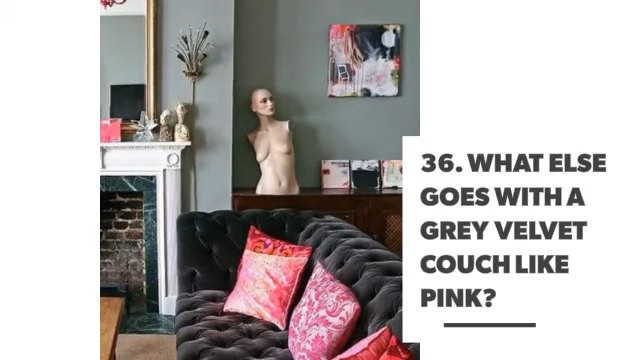 36. WHAT ELSE
GOES WITH A
GREY VELVET
COUCH LIKE
PINK?